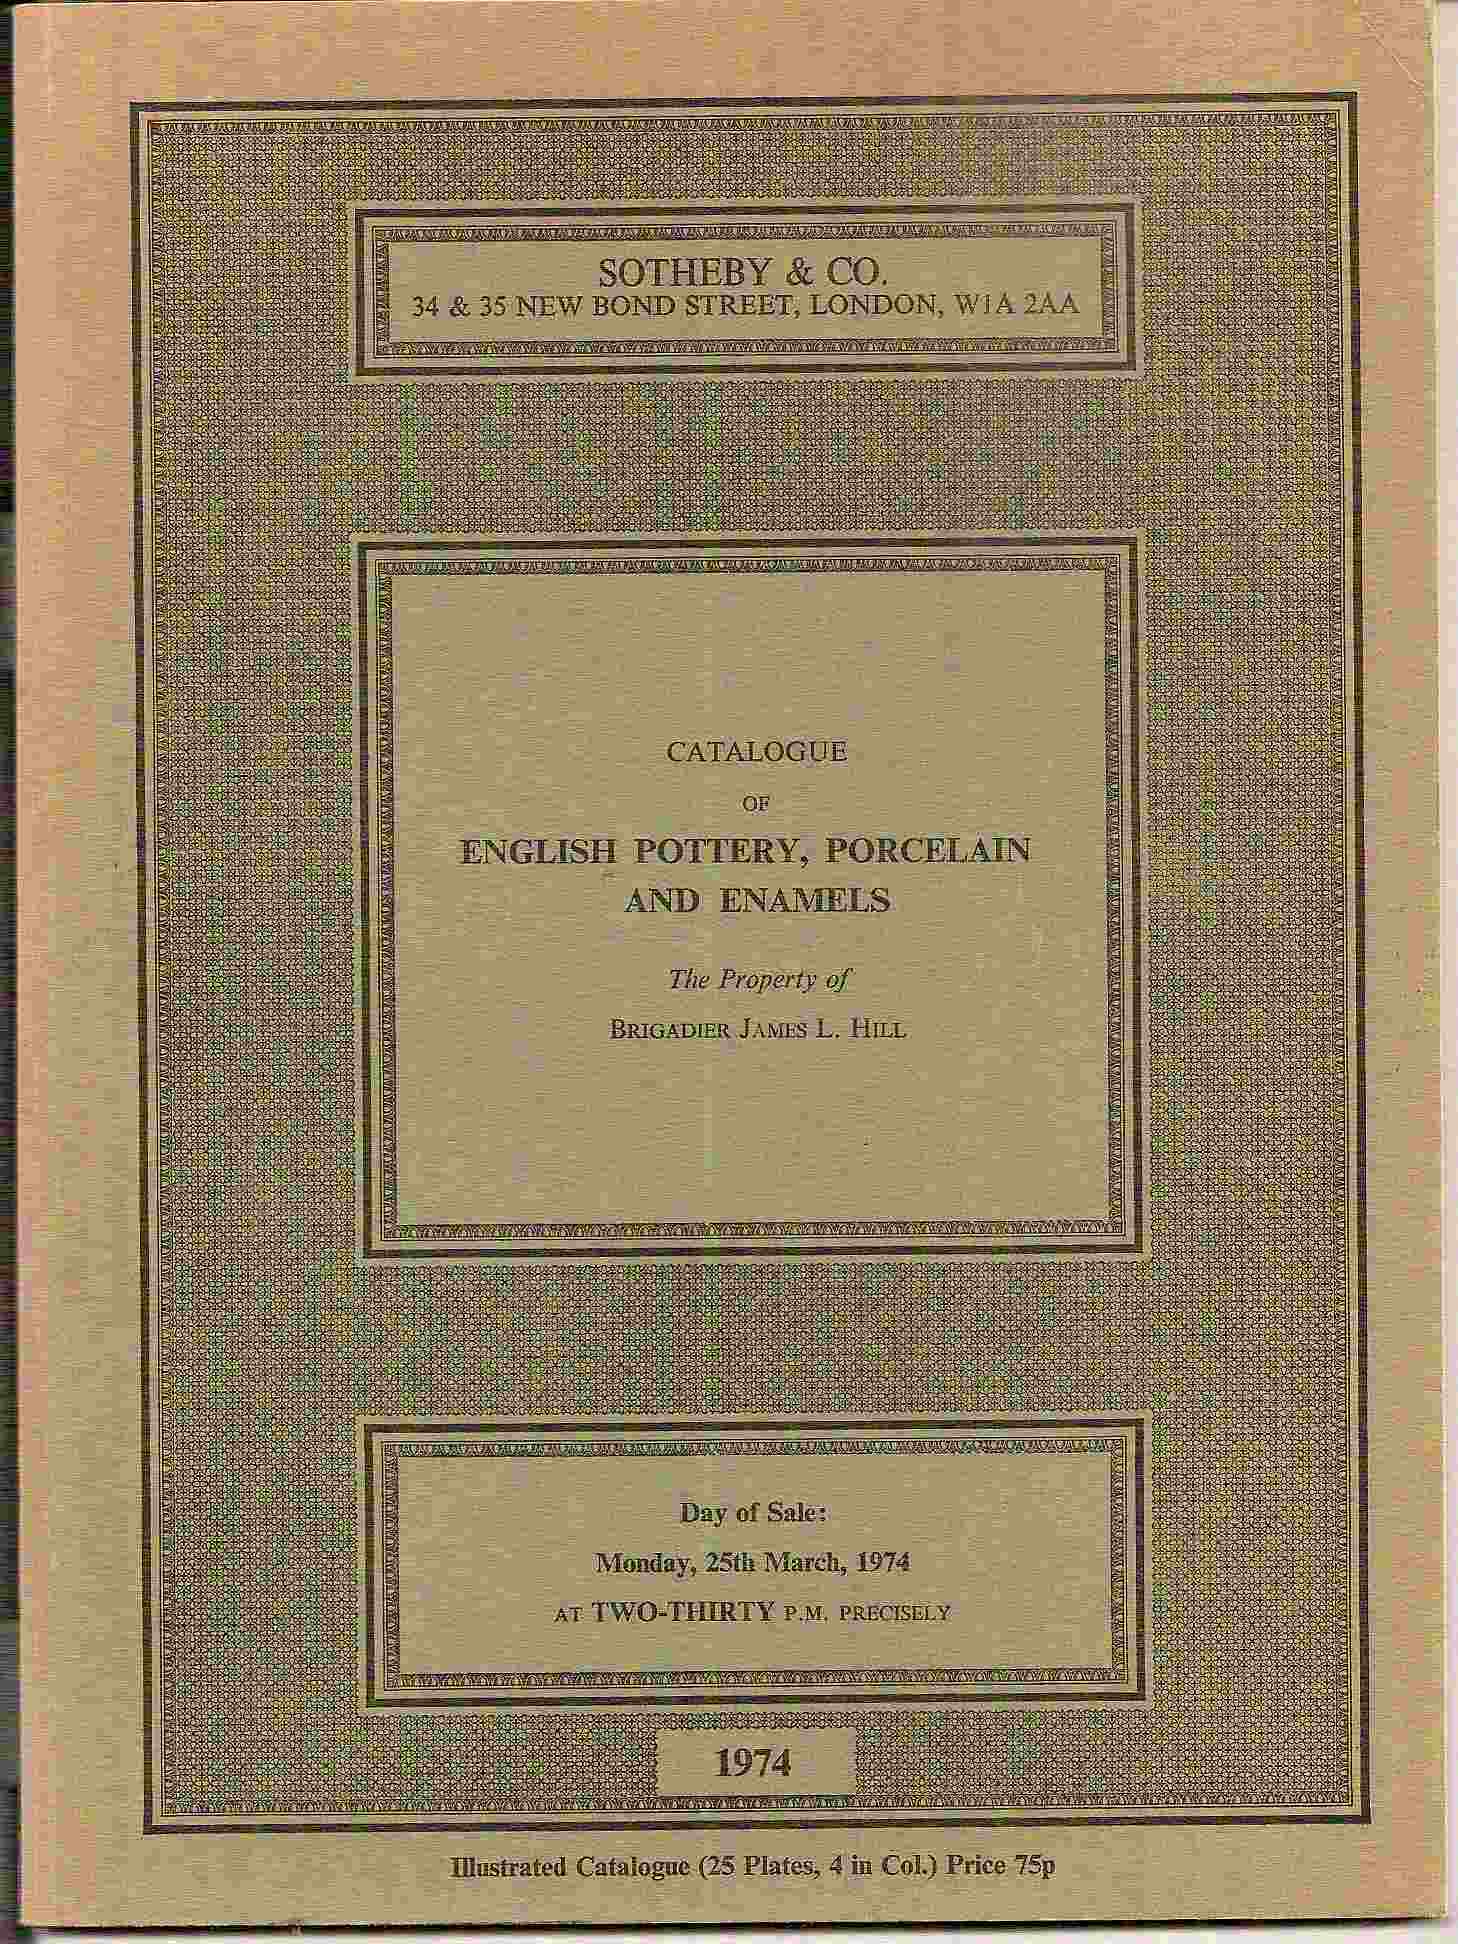 SOTHEBY & CO.
34 & 35 NEW BOND STREET, LONDON, W1A 2AA
CATALOGUE
OF
ENGLISH POTTERY, PORCELAIN
AND ENAMELS
The Property of
BRIGADIER JAMES L. HILL
Day of Sale:
Monday, 25th March, 1974
AT TWO-THIRTY P.M. PRECISELY
1974
Illustrated Catalogue (25 Plates, 4 in Col.) Price 75p